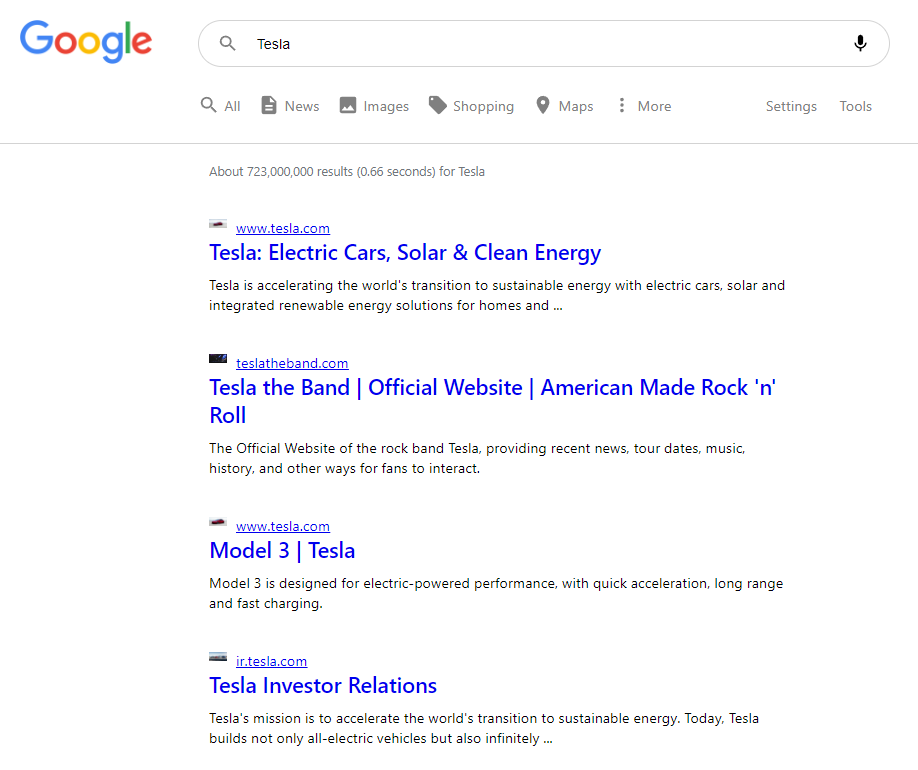 Google
Tesla
All News Images Shopping Maps More Settings Tools
About 723,000,000 results (0.66 seconds) for Tesla
www.tesla.com
Tesla: Electric Cars, Solar & Clean Energy
Tesla is accelerating the world's transition to sustainable energy with electric cars, solar and
integrated renewable energy solutions for homes and ...
teslatheband.com
Tesla the Band | Official Website | American Made Rock 'n'
Roll
The Official Website of the rock band Tesla, providing recent news, tour dates, music,
history, and other ways for fans to interact.
www.tesla.com
Model 3 | Tesla
Model 3 is designed for electric-powered performance, with quick acceleration, long range
and fast charging.
ir.tesla.com
Tesla Investor Relations
Tesla's mission is to accelerate the world's transition to sustainable energy. Today, Tesla
builds not only all-electric vehicles but also infinitely ...